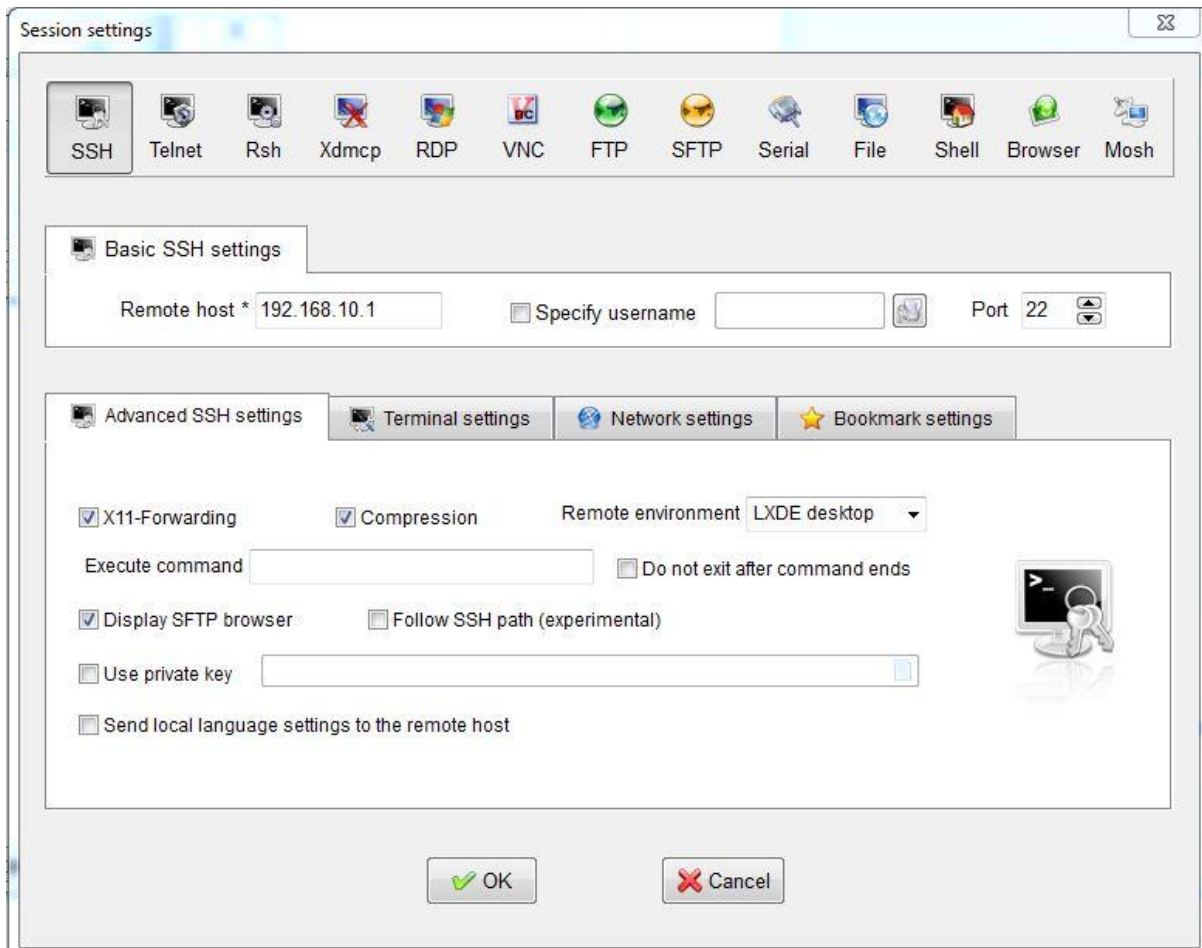 Session settings
SSH Telnet Rsh Xdmcp RDP VNC FTP SFTP Serial File Shell Browser Mosh
Basic SSH settings
Remote host * 192.168.10.1 Specify username Port 22
Advanced SSH settings Terminal settings Network settings Bookmark settings
X11-Forwarding Compression Remote environment LXDE desktop
Execute command Do not exit after command ends
Display SFTP browser Follow SSH path (experimental)
Use private key
Send local language settings to the remote host
OK Cancel